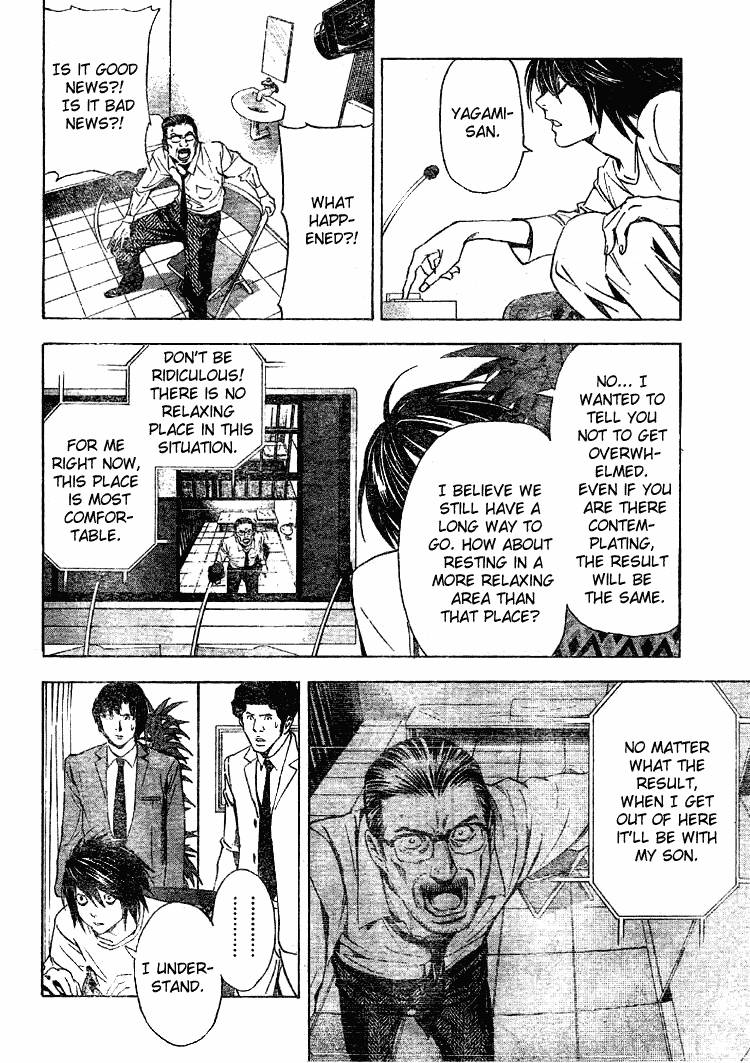 YAGAMI-
SAN.
WHAT
HAPP-
ENED?!
IS IT GOOD
NEWS?!
IS IT BAD
NEWS?!
NO... I
WANTED TO
TELL YOU
NOT TO GET
OVERWH-
ELMED.
EVEN IF YOU
ARE THERE
CONTEM-
PLATING,
THE RESULT
WILL BE
THE SAME.
I BELIEVE WE
STILL HAVE A
LONG WAY TO
GO. HOW ABOUT
RESTING IN A
MORE RELAXING
AREA THAN
THAT PLACE?
DON'T BE
RIDICULOUS!
THERE IS NO
RELAXING
PLACE IN THIS
SITUATION.
FOR ME
RIGHT NOW,
THIS PLACE
IS MOST
COMFOR-
TABLE.
NO MATTER
WHAT THE
RESULT,
WHEN I GET
OUT OF HERE
IT'LL BE WITH
MY SON.
.........
I UNDER-
STAND.